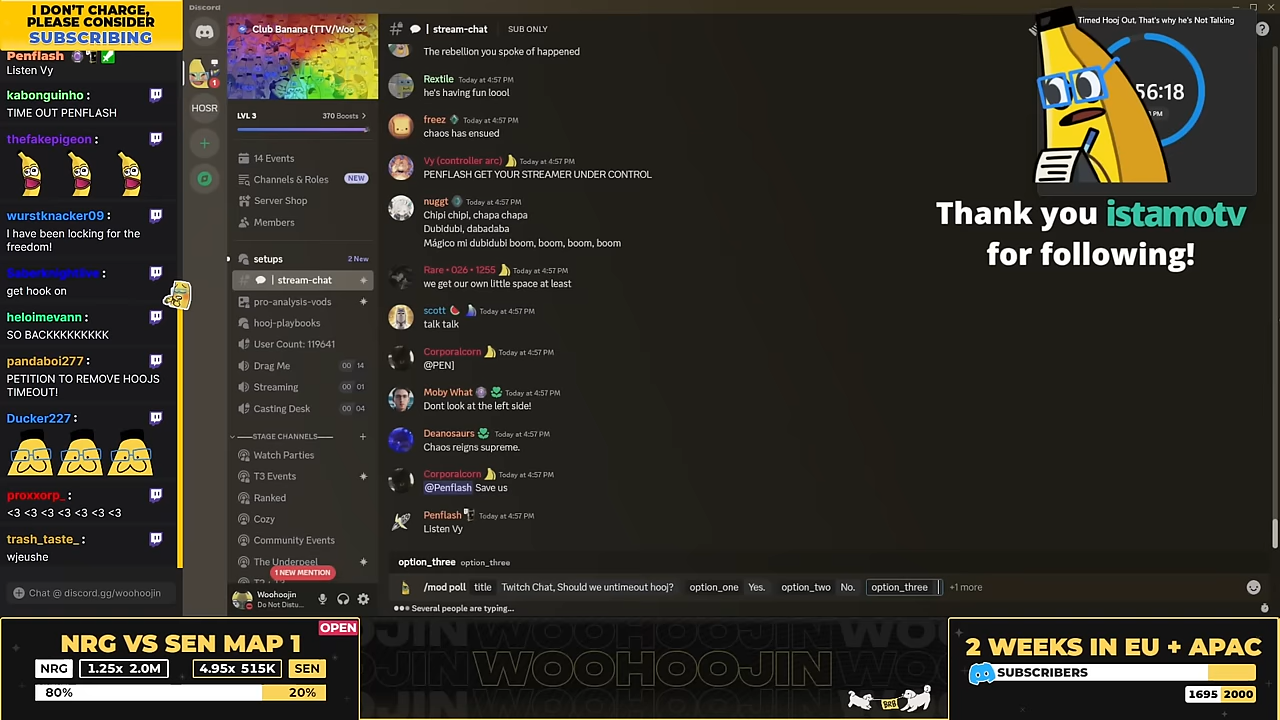 I DON'T CHARGE,
PLEASE CONSIDER
SUBSCRIBING
Penflash :
Listen Vy
kabonguinho :
TIME OUT PENFLASH
thefakepigeon :
wurstknacker09 :
I have been locking for the
freedom!
get hook on
heloimevann :
SO BACKKKKKKKKK
pandaboi277 :
PETITION TO REMOVE HOOJS
TIMEOUT!
Ducker227 :
proxxorp_ :
<3 <3 <3 <3 <3 <3 <3
trash_taste_ :
wjeushe
Chat @ discord.gg/woohoojin
Discord
HOSR
1
Club Banana (TTV/Woo
LVL 3
370 Boosts
14 Events
Channels & Roles
NEW
Server Shop
Members
setups
2 New
stream-chat
pro-analysis-vods
hooj-playbooks
User Count: 119641
Drag Me
00 14
Streaming
00 01
Casting Desk
00 04
STAGE CHANNELS
Watch Parties
T3 Events
Ranked
Cozy
Community Events
The Underpeel
1 NEW MENTION
Woohoojin
Do Not Distu...
stream-chat
SUB ONLY
The rebellion you spoke of happened
Rextile Today at 4:57 PM
he's having fun loool
freez Today at 4:57 PM
chaos has ensued
Vy (controller arc) Today at 4:57 PM
PENFLASH GET YOUR STREAMER UNDER CONTROL
nuggt Today at 4:57 PM
Chipi chipi, chapa chapa
Dubidubi, dabadaba
Mágico mi dubidubi boom, boom, boom, boom
Rare • 026 • 1255 Today at 4:57 PM
we get our own little space at least
scott Today at 4:57 PM
talk talk
Corporalcorn Today at 4:57 PM
@PEN]
Moby What Today at 4:57 PM
Dont look at the left side!
Deanosaurs Today at 4:57 PM
Chaos reigns supreme.
Corporalcorn Today at 4:57 PM
@Penflash Save us
Penflash Today at 4:57 PM
Listen Vy
option_three option_three
/mod poll title Twitch Chat, Should we untimeout hooj? option_one Yes. option_two No. option_three +1 more
Several people are typing...
Timed Hooj Out, That's why he's Not Talking
56:18
PM
Thank you istamotv
for following!
NRG VS SEN MAP 1
OPEN
NRG 1.25x 2.0M 4.95x 515K SEN
80% 20%
WOOHOOJIN
BRB
2 WEEKS IN EU + APAC
SUBSCRIBERS
1695 2000